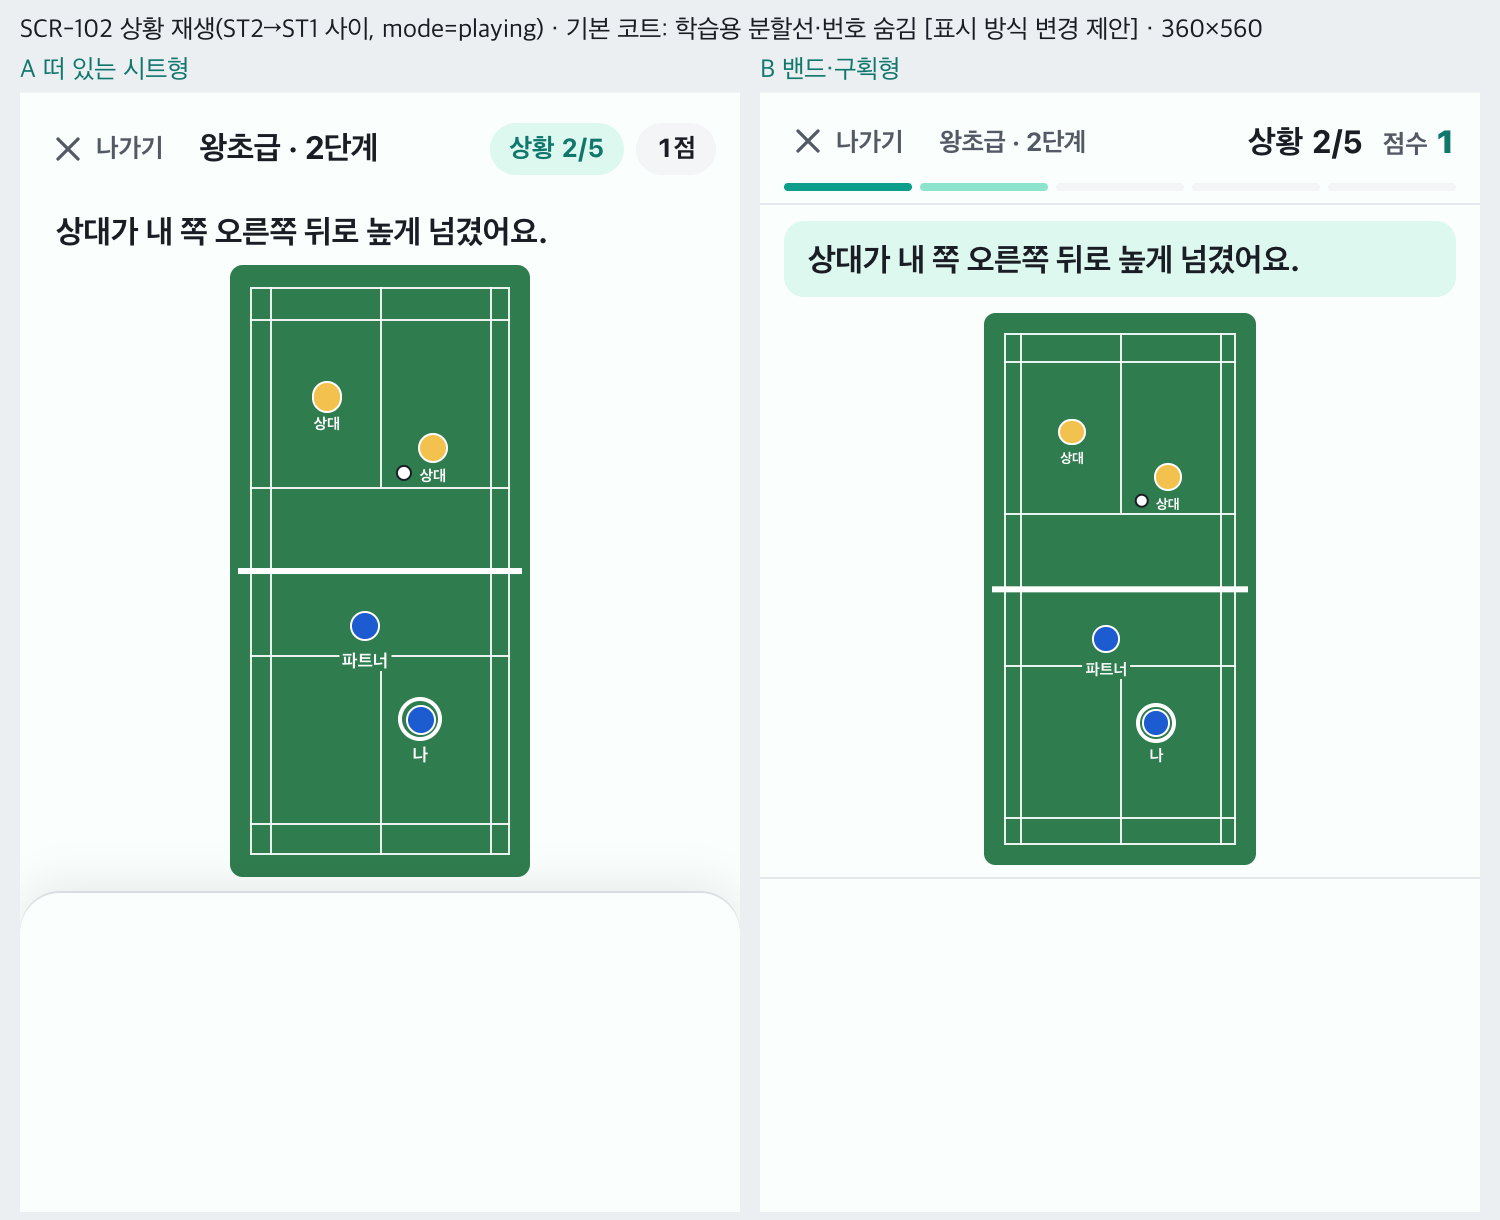 SCR-102 상황 재생(ST2→ST1 사이, mode=playing) · 기본 코트: 학습용 분할선·번호 숨김 [표시 방식 변경 제안] · 360×560
A 떠 있는 시트형
나가기 왕초급 · 2단계 상황 2/5 1점
상대가 내 쪽 오른쪽 뒤로 높게 넘겼어요.
상대
상대
파트너
나
B 밴드·구획형
나가기 왕초급 · 2단계 상황 2/5 점수 1
상대가 내 쪽 오른쪽 뒤로 높게 넘겼어요.
상대
상대
파트너
나